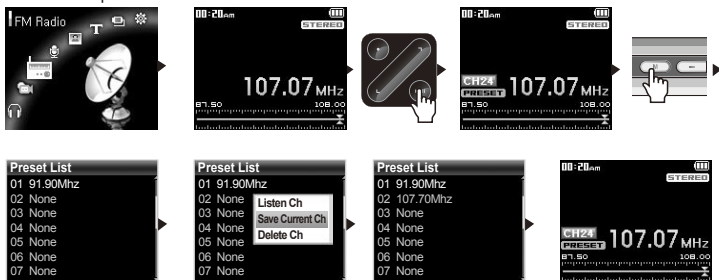 FM Radio
T
00:20am
STEREO
107.07MHz
87.50 108.00
00:20am
STEREO
CH24
PRESET 107.07MHz
87.50 108.00
M
Preset List
01 91.90Mhz
02 None
03 None
04 None
05 None
06 None
07 None
Preset List
01 91.90Mhz
02 None
03 None
04 None
05 None
06 None
07 None
Listen Ch
Save Current Ch
Delete Ch
Preset List
01 91.90Mhz
02 107.70Mhz
03 None
04 None
05 None
06 None
07 None
00:20am
STEREO
CH24
PRESET 107.07MHz
87.50 108.00